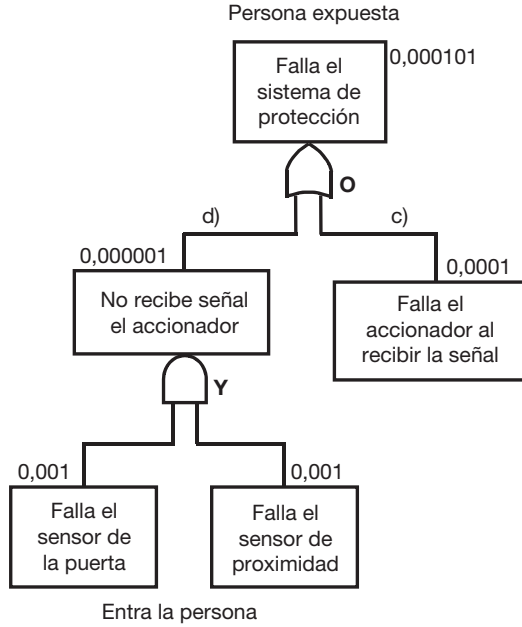 Persona expuesta
Falla el
sistema de
protección
0,000101
O
d)
c)
0,000001
No recibe señal
el accionador
0,0001
Falla el
accionador al
recibir la señal
Y
0,001
Falla el
sensor de
la puerta
0,001
Falla el
sensor de
proximidad
Entra la persona